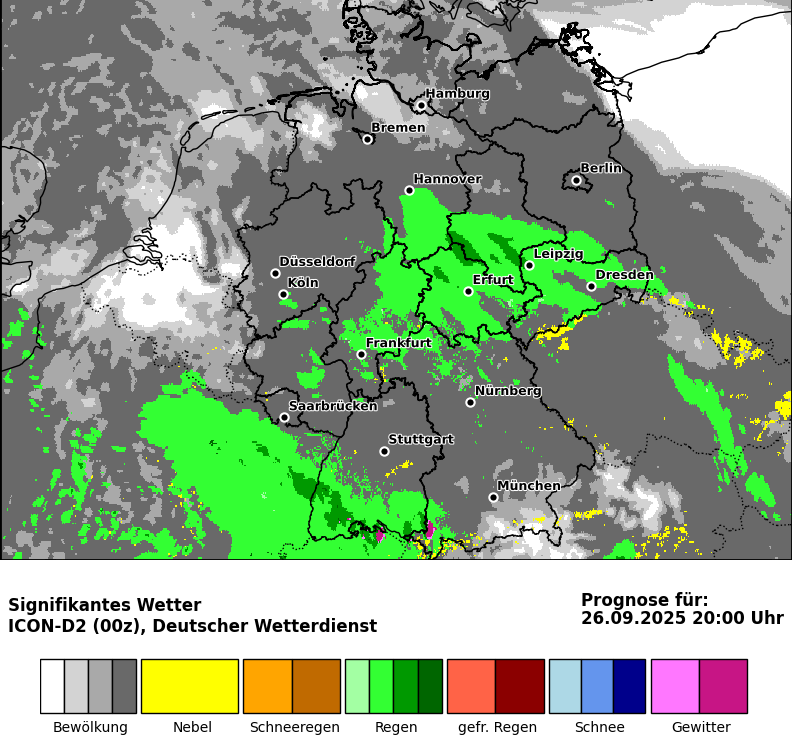 Hamburg
Bremen
Berlin
Hannover
Leipzig
Düsseldorf
Dresden
Köln
Erfurt
Frankfurt
Nürnberg
Saarbrücken
Stuttgart
München
Signifikantes Wetter
ICON-D2 (00z), Deutscher Wetterdienst
Prognose für:
26.09.2025 20:00 Uhr
Bewölkung Nebel Schneeregen Regen gefr. Regen Schnee Gewitter